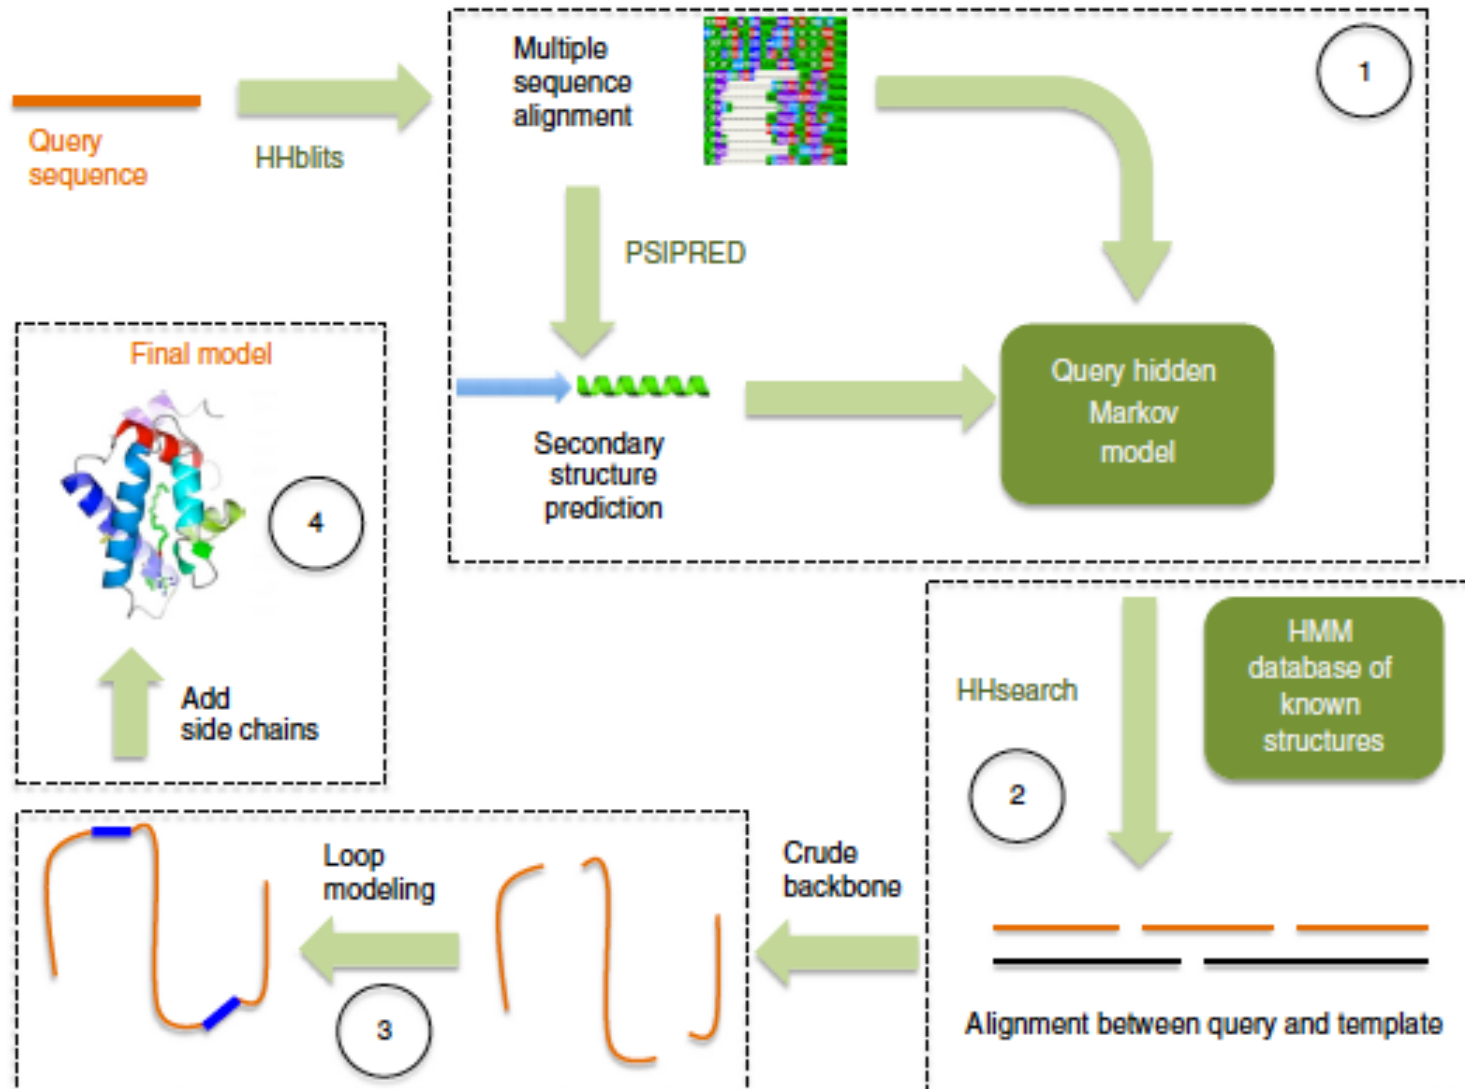 Query
sequence
HHblits
Multiple
sequence
alignment
1
PSIPRED
Secondary
structure
prediction
Query hidden
Markov
model
HHsearch
HMM
database of
known
structures
2
Alignment between query and template
Crude
backbone
Loop
modeling
3
Add
side chains
Final model
4